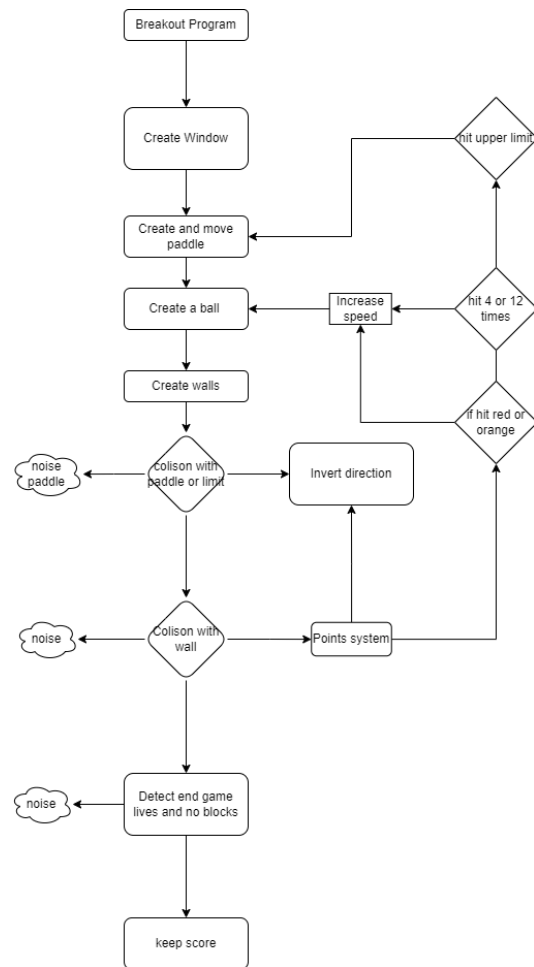 Breakout Program
Create Window
hit upper limit
Create and move
paddle
Create a ball
Increase
speed
hit 4 or 12
times
Create walls
if hit red or
orange
noise
paddle
colison with
paddle or limit
Invert direction
noise
Colison with
wall
Points system
noise
Detect end game
lives and no blocks
keep score